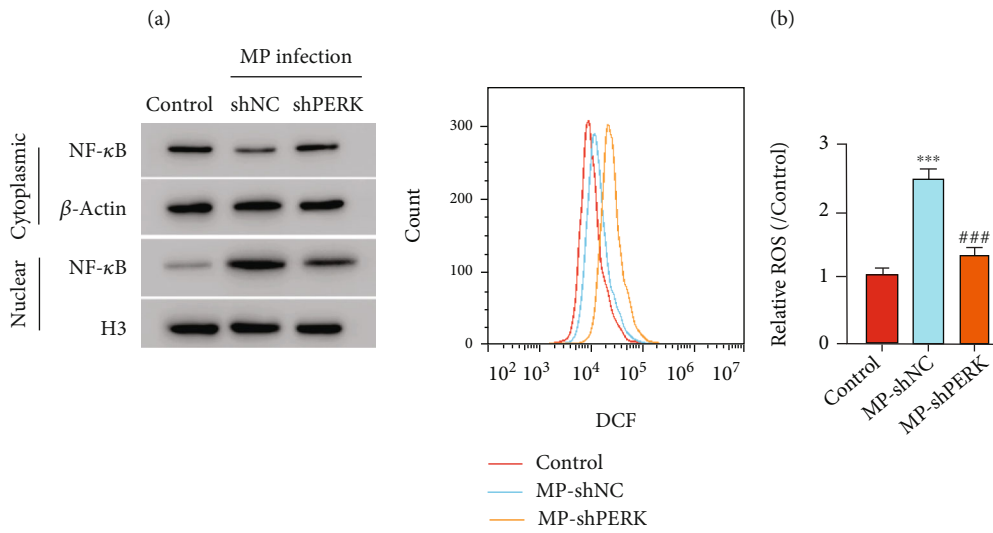 (a)
(b)
MP infection
Control shNC shPERK
Cytoplasmic
NF-κB
β-Actin
Nuclear
NF-κB
H3
Count
300
200
100
0
10² 10³ 10⁴ 10⁵ 10⁶ 10⁷
DCF
Control
MP-shNC
MP-shPERK
Relative ROS (/Control)
3
2
1
0
***
###
Control
MP-shNC
MP-shPERK